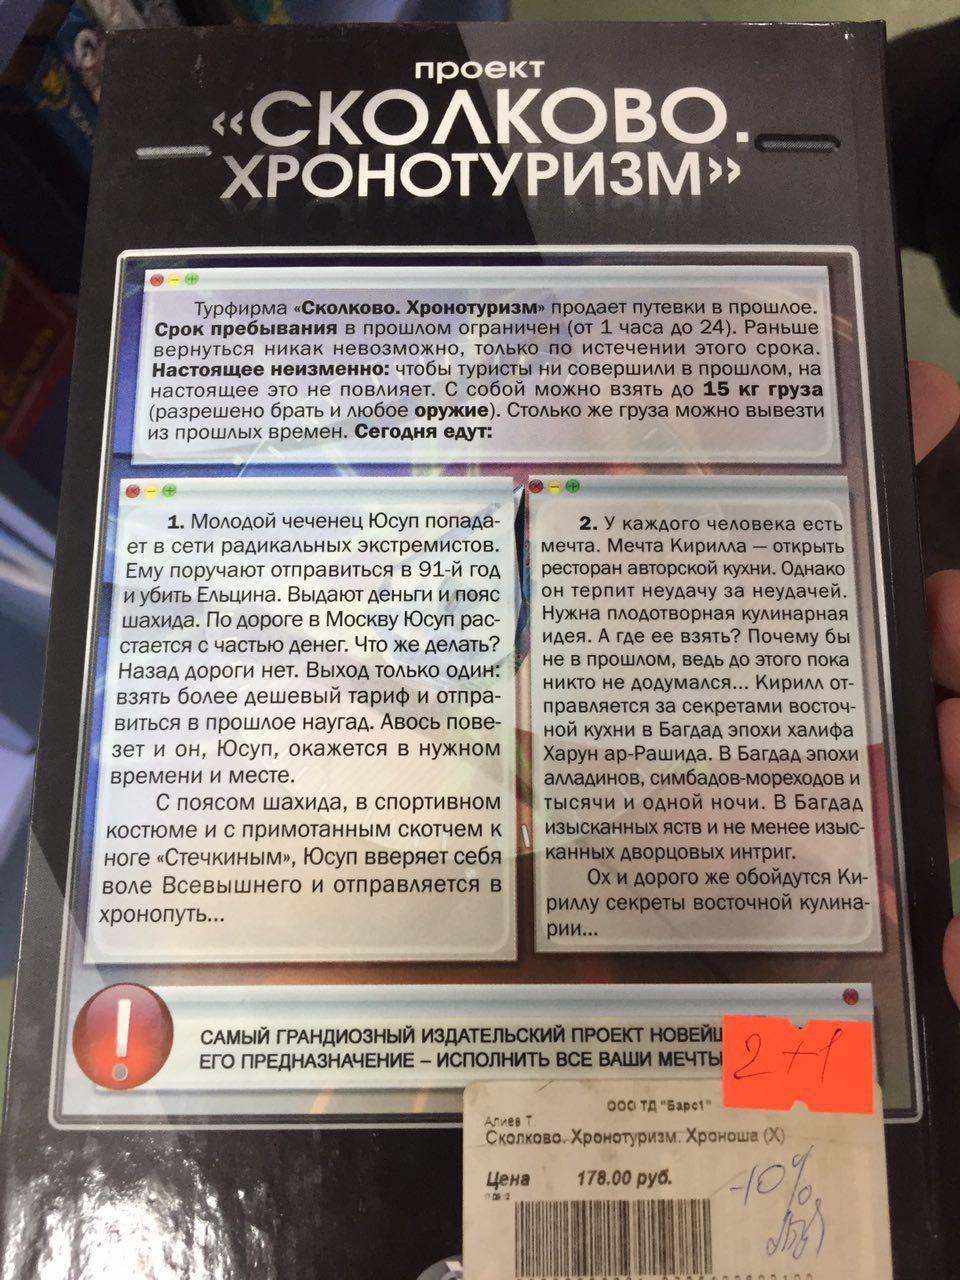 проект
«СКОЛКОВО.
ХРОНОТУРИЗМ»
Турфирма «Сколково. Хронотуризм» продает путевки в прошлое.
Срок пребывания в прошлом ограничен (от 1 часа до 24). Раньше
вернуться никак невозможно, только по истечении этого срока.
Настоящее неизменно: чтобы туристы ни совершили в прошлом, на
настоящее это не повлияет. С собой можно взять до 15 кг груза
(разрешено брать и любое оружие). Столько же груза можно вывезти
из прошлых времен. Сегодня едут:
1. Молодой чеченец Юсуп попада-
ет в сети радикальных экстремистов.
Ему поручают отправиться в 91-й год
и убить Ельцина. Выдают деньги и пояс
шахида. По дороге в Москву Юсуп рас-
стается с частью денег. Что же делать?
Назад дороги нет. Выход только один:
взять более дешевый тариф и отпра-
виться в прошлое наугад. Авось пове-
зет и он, Юсуп, окажется в нужном
времени и месте.
С поясом шахида, в спортивном
костюме и с примотанным скотчем к
ноге «Стечкиным», Юсуп вверяет себя
воле Всевышнего и отправляется в
хронопуть...
2. У каждого человека есть
мечта. Мечта Кирилла — открыть
ресторан авторской кухни. Однако
он терпит неудачу за неудачей.
Нужна плодотворная кулинарная
идея. А где ее взять? Почему бы
не в прошлом, ведь до этого пока
никто не додумался... Кирилл от-
правляется за секретами восточ-
ной кухни в Багдад эпохи халифа
Харун ар-Рашида. В Багдад эпохи
алладинов, симбадов-мореходов и
тысячи и одной ночи. В Багдад
изысканных яств и не менее изыс-
канных дворцовых интриг.
Ох и дорого же обойдутся Ки-
риллу секреты восточной кулина-
рии...
САМЫЙ ГРАНДИОЗНЫЙ ИЗДАТЕЛЬСКИЙ ПРОЕКТ НОВЕЙШ
ЕГО ПРЕДНАЗНАЧЕНИЕ – ИСПОЛНИТЬ ВСЕ ВАШИ МЕЧТЫ
2+1
ООО ТД "Барс1"
Алиев Т.
Сколково. Хронотуризм. Хроноша (Х)
Цена 178.00 руб.
-10%